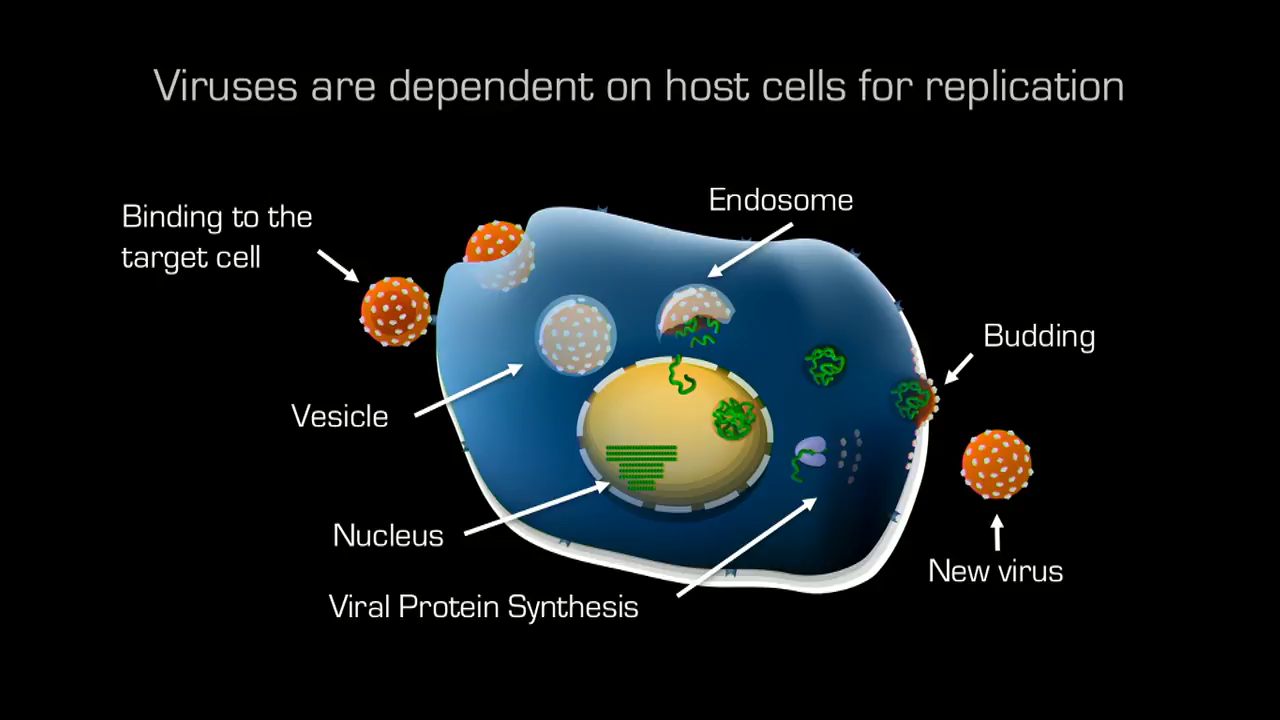 Viruses are dependent on host cells for replication
Binding to the
target cell
Endosome
Budding
Vesicle
Nucleus
New virus
Viral Protein Synthesis